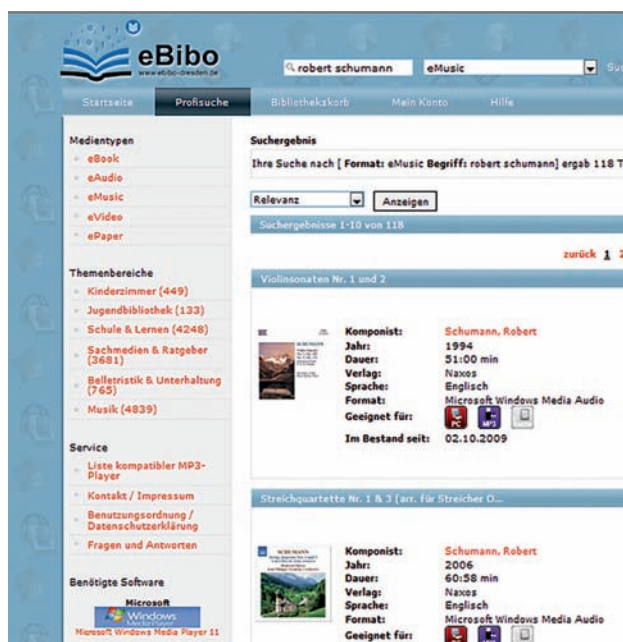 eBibo
www.ebibo-dresden.de
robert schumann
eMusic
Startseite
Profisuche
Bibliothekskorb
Mein Konto
Hilfe
Medientypen
eBook
eAudio
eMusic
eVideo
ePaper
Themenbereiche
Kinderzimmer (449)
Jugendbibliothek (133)
Schule & Lernen (4248)
Sachmedien & Ratgeber
(3681)
Belletristik & Unterhaltung
(765)
Musik (4839)
Service
Liste kompatibler MP3-
Player
Kontakt / Impressum
Benutzungsordnung /
Datenschutzerklärung
Fragen und Antworten
Benötigte Software
Microsoft
Windows
MediaPlayer
Microsoft Windows Media Player 11
Suchergebnis
Ihre Suche nach [ Format: eMusic Begriff: robert schumann] ergab 118 T
Relevanz
Anzeigen
Suchergebnisse 1-10 von 118
zurück 1 2
Violinsonaten Nr. 1 und 2
SCHUMANN
Komponist: Schumann, Robert
Jahr: 1994
Dauer: 51:00 min
Verlag: Naxos
Sprache: Englisch
Format: Microsoft Windows Media Audio
Geeignet für: PC MP3
Im Bestand seit: 02.10.2009
Streichquartette Nr. 1 & 3 (arr. für Streicher O...
SCHUMANN
Komponist: Schumann, Robert
Jahr: 2006
Dauer: 60:58 min
Verlag: Naxos
Sprache: Englisch
Format: Microsoft Windows Media Audio
Geeignet für: